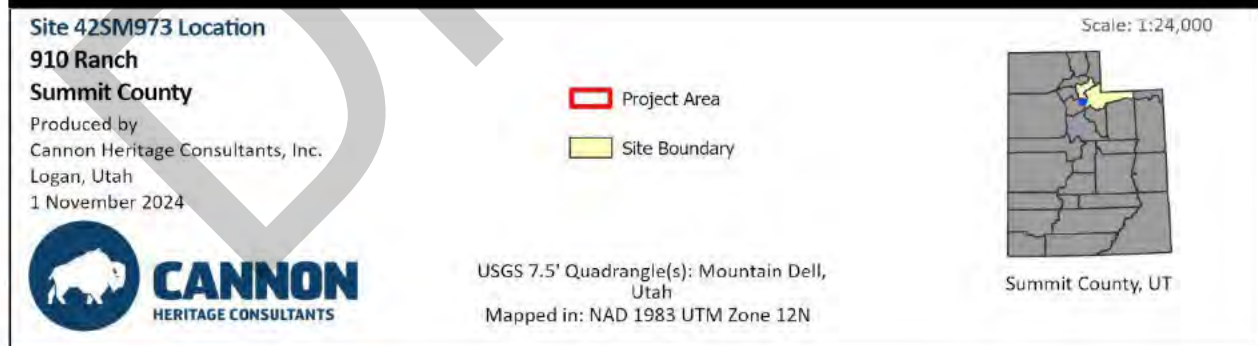 Site 42SM973 Location
910 Ranch
Summit County
Produced by
Cannon Heritage Consultants, Inc.
Logan, Utah
1 November 2024
CANNON
HERITAGE CONSULTANTS
Project Area
Site Boundary
USGS 7.5' Quadrangle(s): Mountain Dell,
Utah
Mapped in: NAD 1983 UTM Zone 12N
Scale: 1:24,000
Summit County, UT